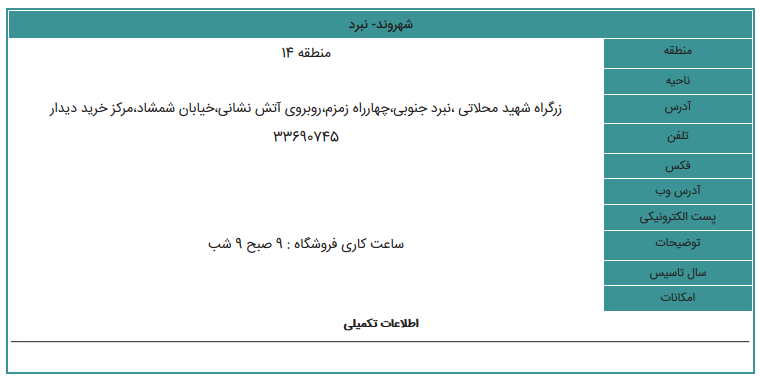 شهروند- نبرد
منطقه منطقه ۱۴
ناحیه
آدرس زرگراه شهید محلاتی ،نبرد جنوبی،چهارراه زمزم،روبروی آتش نشانی،خیابان شمشاد،مرکز خرید دیدار
تلفن ۳۳۶۹۰۷۴۵
فکس
آدرس وب
پست الکترونیکی
توضیحات ساعت کاری فروشگاه : ۹ صبح ۹ شب
سال تاسیس
امکانات
اطلاعات تکمیلی